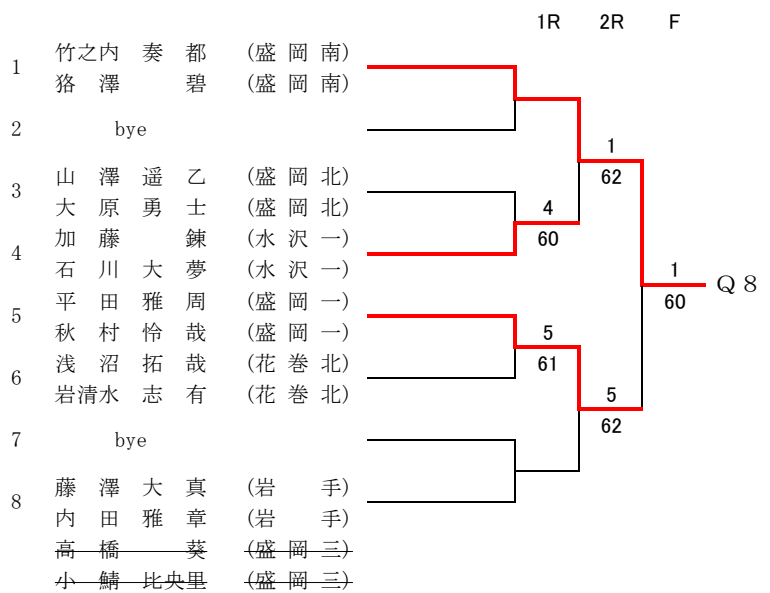 1R 2R F
1 竹之内 奏 都 (盛 岡 南)
狢 澤 碧 (盛 岡 南)
2 bye
1
62
3 山 澤 遥 乙 (盛 岡 北)
大 原 勇 士 (盛 岡 北)
4
60
4 加 藤 錬 (水 沢 一)
石 川 大 夢 (水 沢 一)
1
60
Q 8
5 平 田 雅 周 (盛 岡 一)
秋 村 怜 哉 (盛 岡 一)
5
61
6 浅 沼 拓 哉 (花 巻 北)
岩清水 志 有 (花 巻 北)
5
62
7 bye
8 藤 澤 大 真 (岩 手)
内 田 雅 章 (岩 手)
高 橋 葵 (盛 岡 三)
小 鯖 比央里 (盛 岡 三)